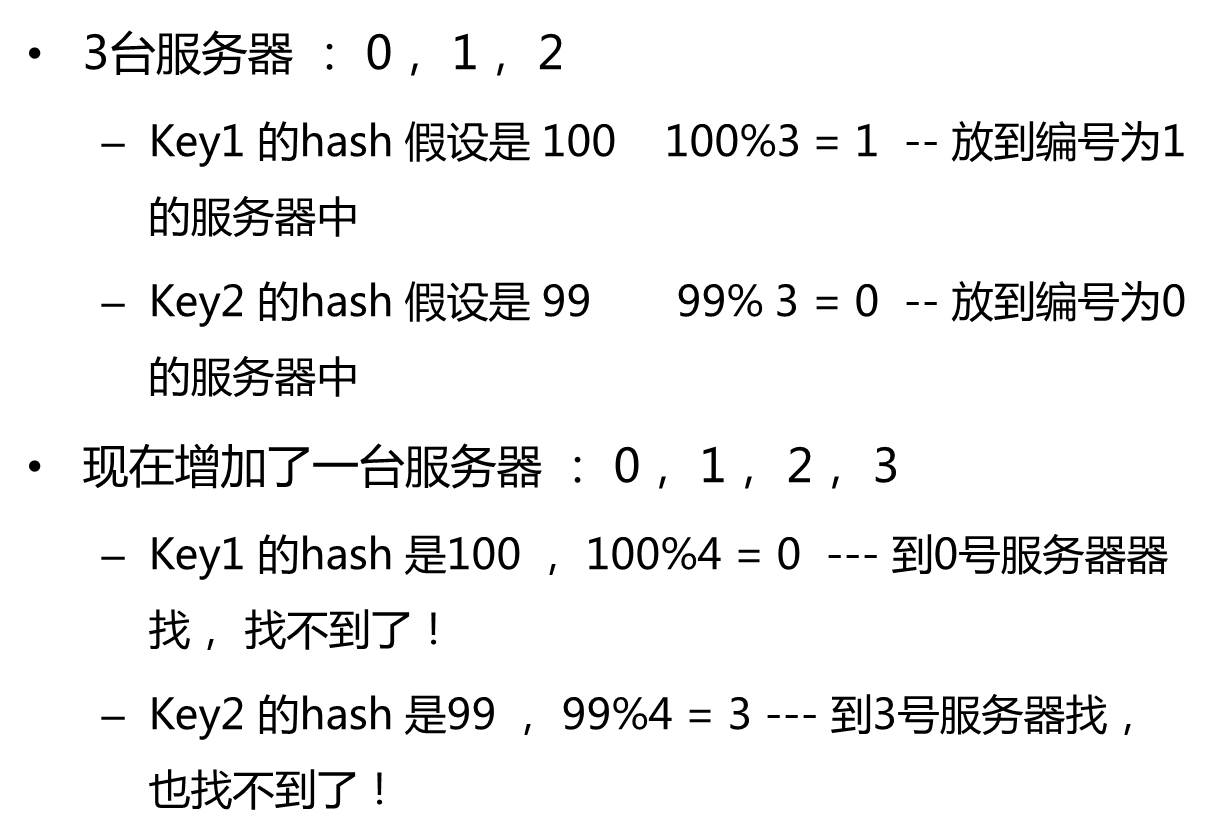 • 3台服务器 ： 0 ， 1 ， 2
– Key1 的hash 假设是 100 100%3 = 1 -- 放到编号为1
的服务器中
– Key2 的hash 假设是 99 99% 3 = 0 -- 放到编号为0
的服务器中
• 现在增加了一台服务器 ： 0 ， 1 ， 2 ， 3
– Key1 的hash 是100 ， 100%4 = 0 --- 到0号服务器器
找 ， 找不到了！
– Key2 的hash 是99 ， 99%4 = 3 --- 到3号服务器找 ，
也找不到了！